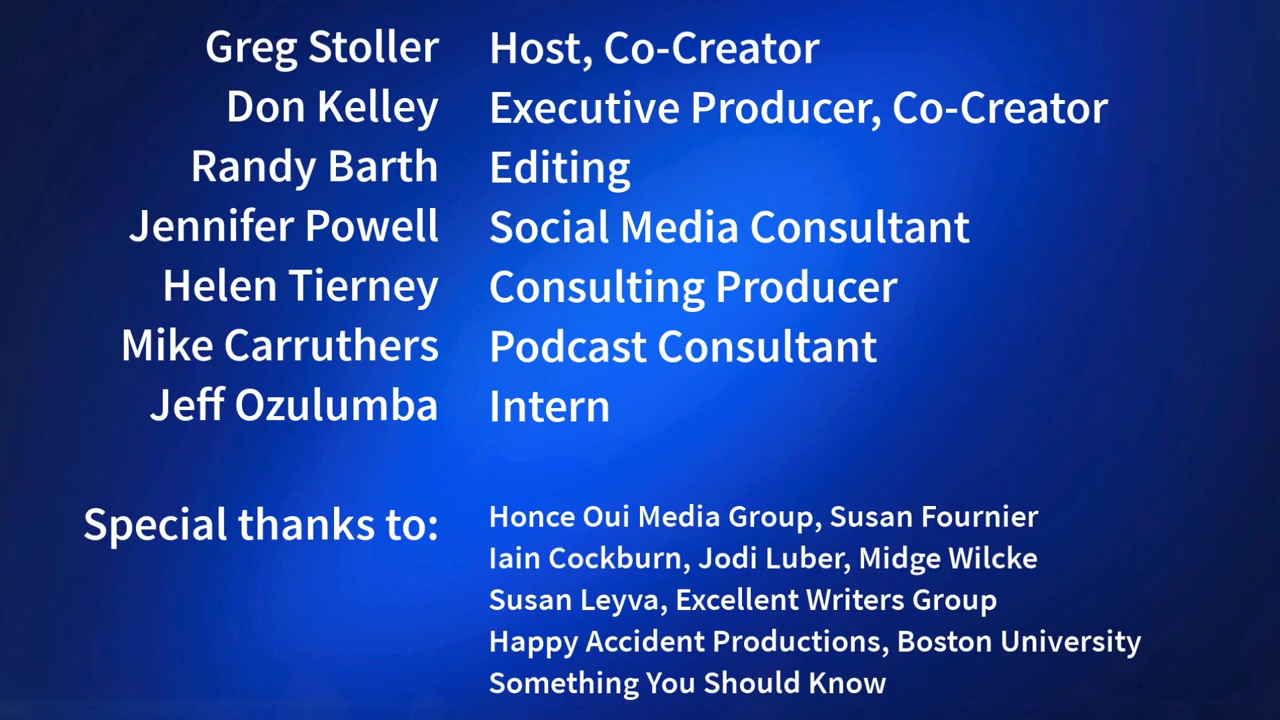 Greg Stoller Host, Co-Creator
Don Kelley Executive Producer, Co-Creator
Randy Barth Editing
Jennifer Powell Social Media Consultant
Helen Tierney Consulting Producer
Mike Carruthers Podcast Consultant
Jeff Ozulumba Intern
Special thanks to: Honce Oui Media Group, Susan Fournier
Iain Cockburn, Jodi Luber, Midge Wilcke
Susan Leyva, Excellent Writers Group
Happy Accident Productions, Boston University
Something You Should Know